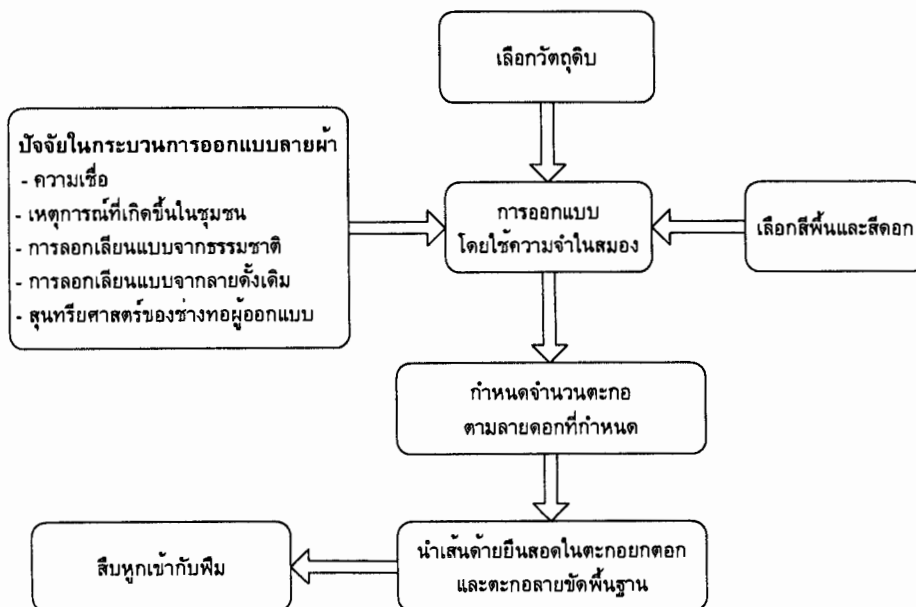 เลือกวัตถุดิบ
ปัจจัยในกระบวนการออกแบบลายผ้า
- ความเชื่อ
- เหตุการณ์ที่เกิดขึ้นในชุมชน
- การลอกเลียนแบบจากธรรมชาติ
- การลอกเลียนแบบจากลายดั้งเดิม
- สุนทรียศาสตร์ของช่างทอผู้ออกแบบ
การออกแบบ
โดยใช้ความจำในสมอง
เลือกสีพื้นและสีดอก
กำหนดจำนวนตะกอ
ตามลายดอกที่กำหนด
นำเส้นด้ายยืนสอดในตะกอยกดอก
และตะกอลายขัดพื้นฐาน
สืบหูกเข้ากับฟืม